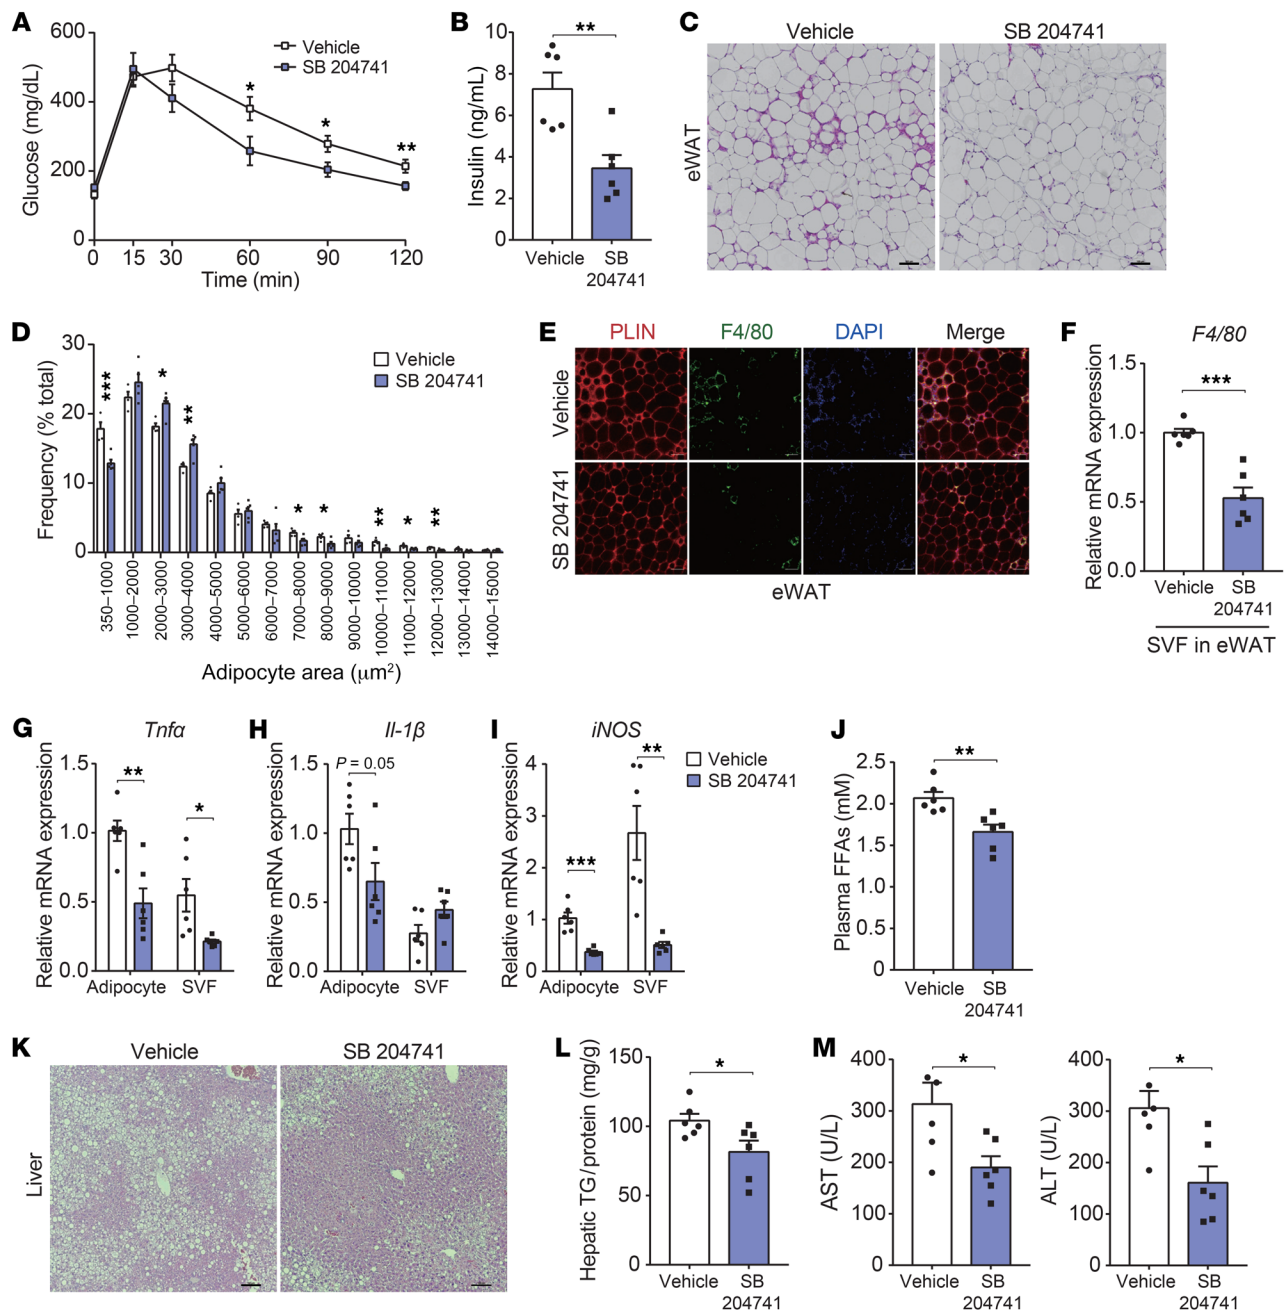 A
Glucose (mg/dL)
600
400
200
0
Vehicle
SB 204741
*
*
**
0 15 30 60 90 120
Time (min)
B
Insulin (ng/mL)
10
8
6
4
2
0
**
Vehicle SB
204741
C
Vehicle SB 204741
eWAT
D
Frequency (% total)
30
20
10
0
Vehicle
SB 204741
*** * ** * * ** * **
350–1000
1000–2000
2000–3000
3000–4000
4000–5000
5000–6000
6000–7000
7000–8000
8000–9000
9000–10000
10000–11000
11000–12000
12000–13000
13000–14000
14000–15000
Adipocyte area (μm²)
E
PLIN F4/80 DAPI Merge
Vehicle
SB 204741
eWAT
F
F4/80
Relative mRNA expression
1.5
1.0
0.5
0.0
***
Vehicle SB
204741
SVF in eWAT
G
Tnfα
Relative mRNA expression
1.5
1.0
0.5
0.0
**
*
Adipocyte SVF
H
Il-1β
Relative mRNA expression
1.5
1.0
0.5
0.0
P = 0.05
Adipocyte SVF
I
iNOS
Relative mRNA expression
4
3
2
1
0
***
**
Adipocyte SVF
Vehicle
SB 204741
J
Plasma FFAs (mM)
2.5
2.0
1.5
1.0
0.5
0
**
Vehicle SB
204741
K
Vehicle SB 204741
Liver
L
Hepatic TG/protein (mg/g)
150
100
50
0
*
Vehicle SB
204741
M
AST (U/L)
400
300
200
100
0
*
Vehicle SB
204741
ALT (U/L)
400
300
200
100
0
*
Vehicle SB
204741